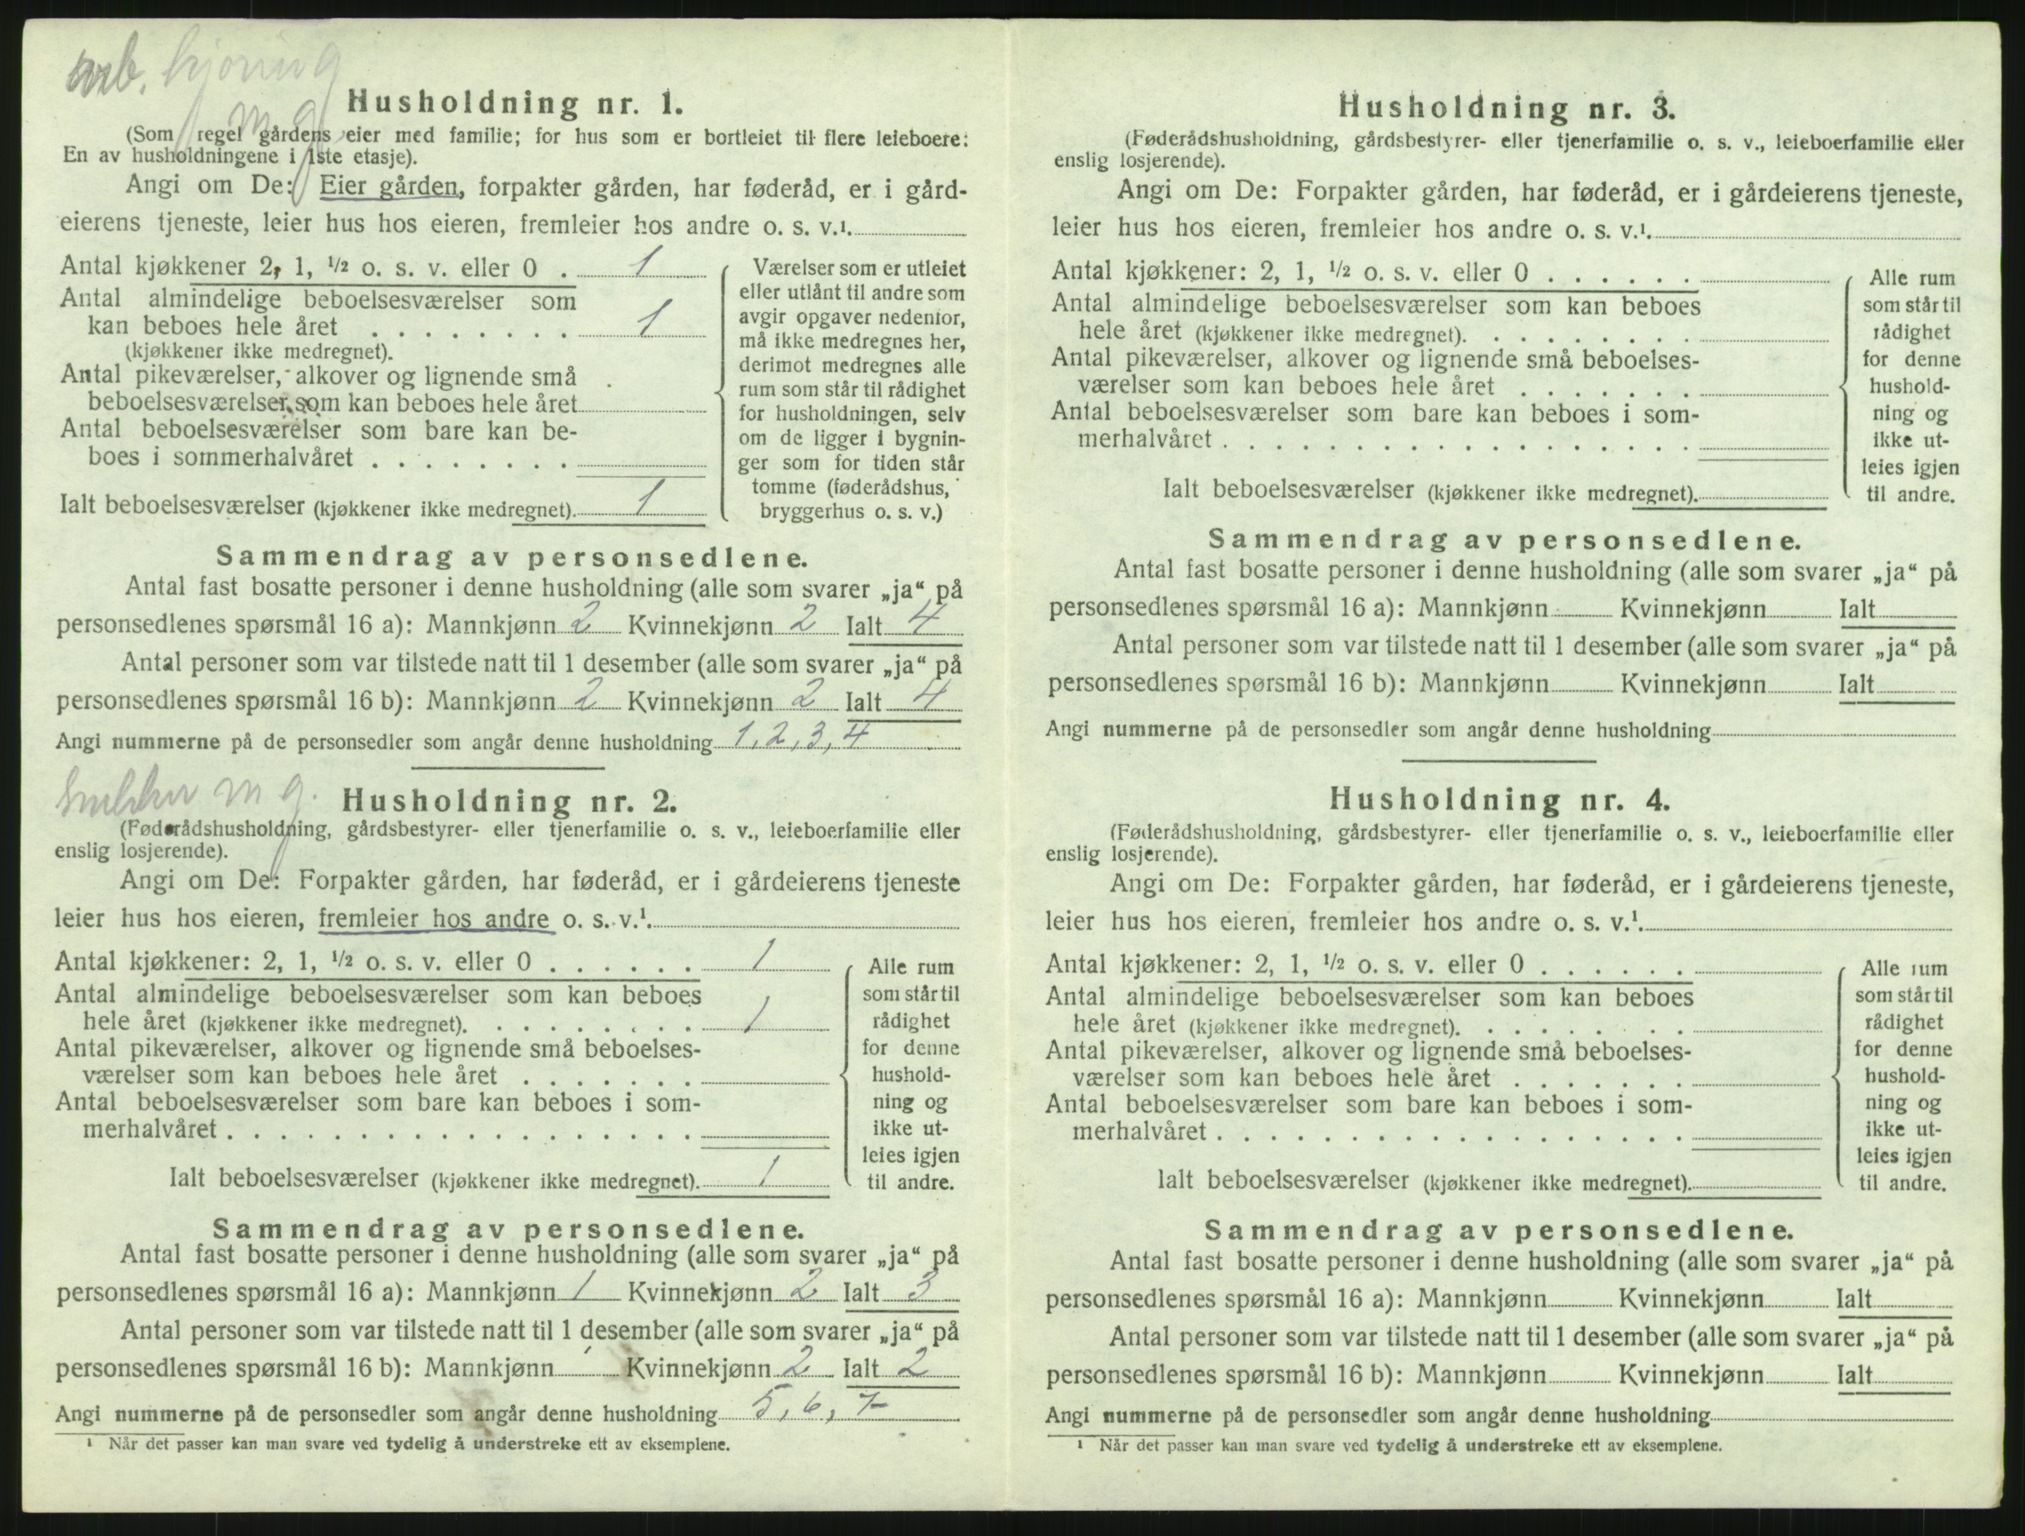 arb. kjøring
m g
Husholdning nr. 1.
(Som regel gårdens eier med familie; for hus som er bortleiet til flere leieboere:
En av husholdningene i 1ste etasje).
Angi om De: Eier gården, forpakter gården, har føderåd, er i gård-
eierens tjeneste, leier hus hos eieren, fremleier hos andre o. s. v.¹
Antal kjøkkener 2, 1, ½ o. s. v. eller 0 . 1
Antal almindelige beboelsesværelser som
kan beboes hele året . . . . . . . . 1
(kjøkkener ikke medregnet).
Antal pikeværelser, alkover og lignende små
beboelsesværelser som kan beboes hele året
Antal beboelsesværelser som bare kan be-
boes i sommerhalvåret . . . . . . . .
Ialt beboelsesværelser (kjøkkener ikke medregnet). 1
Værelser som er utleiet
eller utlånt til andre som
avgir opgaver nedenfor,
må ikke medregnes her,
derimot medregnes alle
rum som står til rådighet
for husholdningen, selv
om de ligger i bygnin-
ger som for tiden står
tomme (føderådshus,
bryggerhus o. s. v.)
Sammendrag av personsedlene.
Antal fast bosatte personer i denne husholdning (alle som svarer „ja“ på
personsedlenes spørsmål 16 a): Mannkjønn 2 Kvinnekjønn 2 Ialt 4
Antal personer som var tilstede natt til 1 desember (alle som svarer „ja“ på
personsedlenes spørsmål 16 b): Mannkjønn 2 Kvinnekjønn 2 Ialt 4
Angi nummerne på de personsedler som angår denne husholdning 1, 2, 3, 4
m g.
Husholdning nr. 2.
(Føderådshusholdning, gårdsbestyrer- eller tjenerfamilie o. s. v., leieboerfamilie eller
enslig losjerende).
Angi om De: Forpakter gården, har føderåd, er i gårdeierens tjeneste
leier hus hos eieren, fremleier hos andre o. s. v.¹
Antal kjøkkener: 2, 1, ½ o. s. v. eller 0 . . . . . . 1
Antal almindelige beboelsesværelser som kan beboes
hele året (kjøkkener ikke medregnet). . . . . . . . . 1
Antal pikeværelser, alkover og lignende små beboelses-
værelser som kan beboes hele året . . . . . . .
Antal beboelsesværelser som bare kan beboes i som-
merhalvåret . . . . . . . . . . . . . . . . . .
Ialt beboelsesværelser (kjøkkener ikke medregnet). 1
Alle rum
som står til
rådighet
for denne
hushold-
ning og
ikke ut-
leies igjen
til andre.
Sammendrag av personsedlene.
Antal fast bosatte personer i denne husholdning (alle som svarer „ja“ på
personsedlenes spørsmål 16 a): Mannkjønn 1 Kvinnekjønn 2 Ialt 3
Antal personer som var tilstede natt til 1 desember (alle som svarer „ja“ på
personsedlenes spørsmål 16 b): Mannkjønn Kvinnekjønn 2 Ialt 2
Angi nummerne på de personsedler som angår denne husholdning 5, 6, 7
¹ Når det passer kan man svare ved tydelig å understreke ett av eksemplene.
Husholdning nr. 3.
(Føderådshusholdning, gårdsbestyrer- eller tjenerfamilie o. s. v., leieboerfamilie eller
enslig losjerende).
Angi om De: Forpakter gården, har føderåd, er i gårdeierens tjeneste,
leier hus hos eieren, fremleier hos andre o. s. v.¹
Antal kjøkkener: 2, 1, ½ o. s. v. eller 0 . . . . . .
Antal almindelige beboelsesværelser som kan beboes
hele året (kjøkkener ikke medregnet). . . . . . . . .
Antal pikeværelser, alkover og lignende små beboelses-
værelser som kan beboes hele året . . . . . . .
Antal beboelsesværelser som bare kan beboes i som-
merhalvåret . . . . . . . . . . . . . . . . . .
Ialt beboelsesværelser (kjøkkener ikke medregnet).
Alle rum
som står til
rådighet
for denne
hushold-
ning og
ikke ut-
leies igjen
til andre.
Sammendrag av personsedlene.
Antal fast bosatte personer i denne husholdning (alle som svarer „ja“ på
personsedlenes spørsmål 16 a): Mannkjønn Kvinnekjønn Ialt
Antal personer som var tilstede natt til 1 desember (alle som svarer „ja“ på
personsedlenes spørsmål 16 b): Mannkjønn Kvinnekjønn Ialt
Angi nummerne på de personsedler som angår denne husholdning
Husholdning nr. 4.
(Føderådshusholdning, gårdsbestyrer- eller tjenerfamilie o. s. v., leieboerfamilie eller
enslig losjerende).
Angi om De: Forpakter gården, har føderåd, er i gårdeierens tjeneste,
leier hus hos eieren, fremleier hos andre o. s. v.¹
Antal kjøkkener: 2, 1, ½ o. s. v. eller 0 . . . . . .
Antal almindelige beboelsesværelser som kan beboes
hele året (kjøkkener ikke medregnet). . . . . . . . .
Antal pikeværelser, alkover og lignende små beboelses-
værelser som kan beboes hele året . . . . . . .
Antal beboelsesværelser som bare kan beboes i som-
merhalvåret . . . . . . . . . . . . . . . . . .
Ialt beboelsesværelser (kjøkkener ikke medregnet).
Alle rum
som står til
rådighet
for denne
hushold-
ning og
ikke ut-
leies igjen
til andre.
Sammendrag av personsedlene.
Antal fast bosatte personer i denne husholdning (alle som svarer „ja“ på
personsedlenes spørsmål 16 a): Mannkjønn Kvinnekjønn Ialt
Antal personer som var tilstede natt til 1 desember (alle som svarer „ja“ på
personsedlenes spørsmål 16 b): Mannkjønn Kvinnekjønn Ialt
Angi nummerne på de personsedler som angår denne husholdning
¹ Når det passer kan man svare ved tydelig å understreke ett av eksemplene.